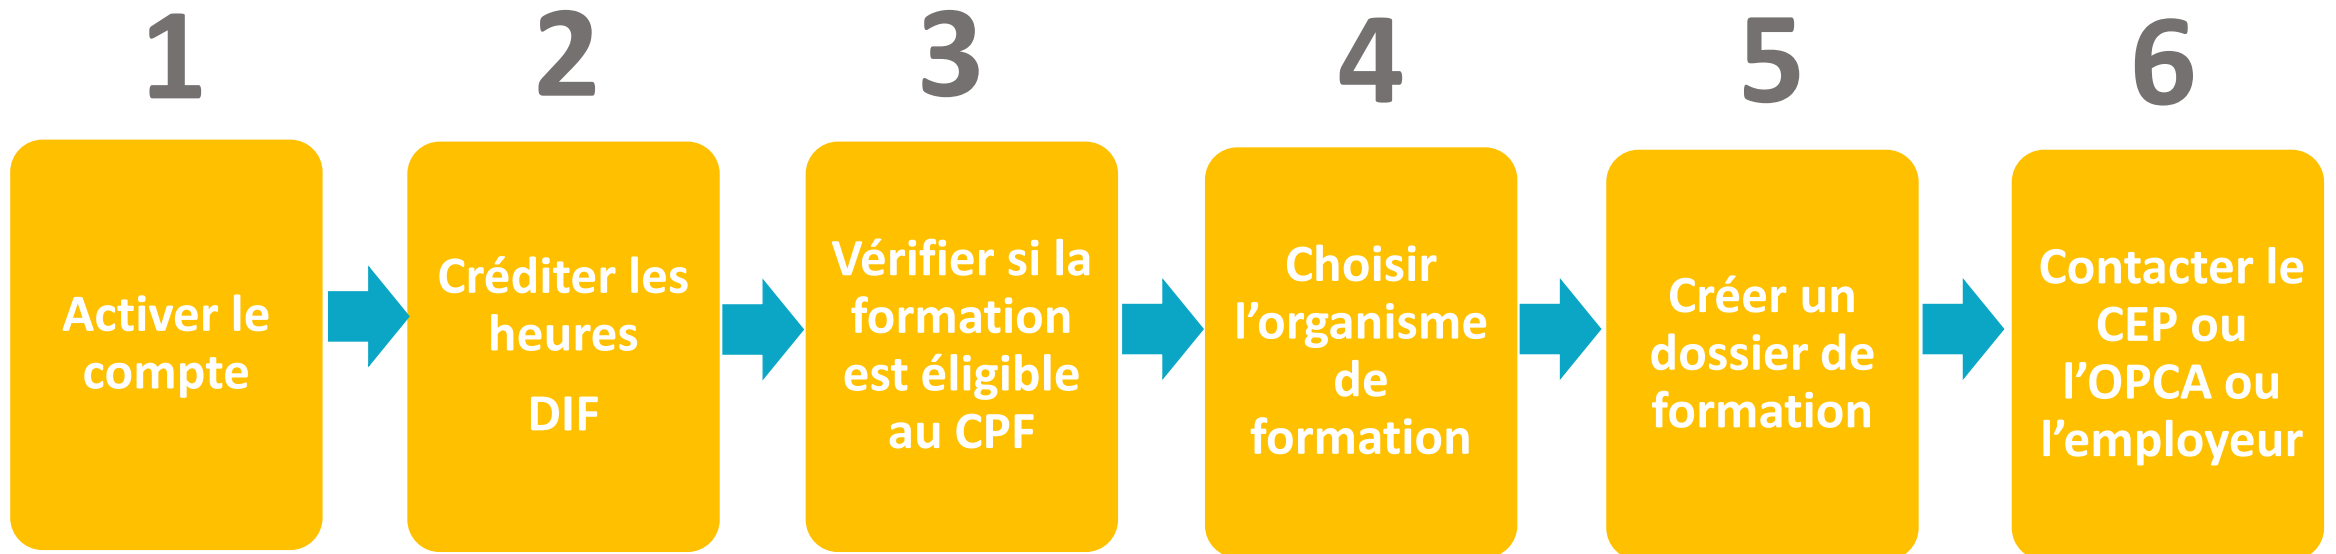 1
2
3
4
5
6
Activer le
compte
Créditer les
heures
DIF
Vérifier si la
formation
est éligible
au CPF
Choisir
l’organisme
de
formation
Créer un
dossier de
formation
Contacter le
CEP ou
l’OPCA ou
l’employeur